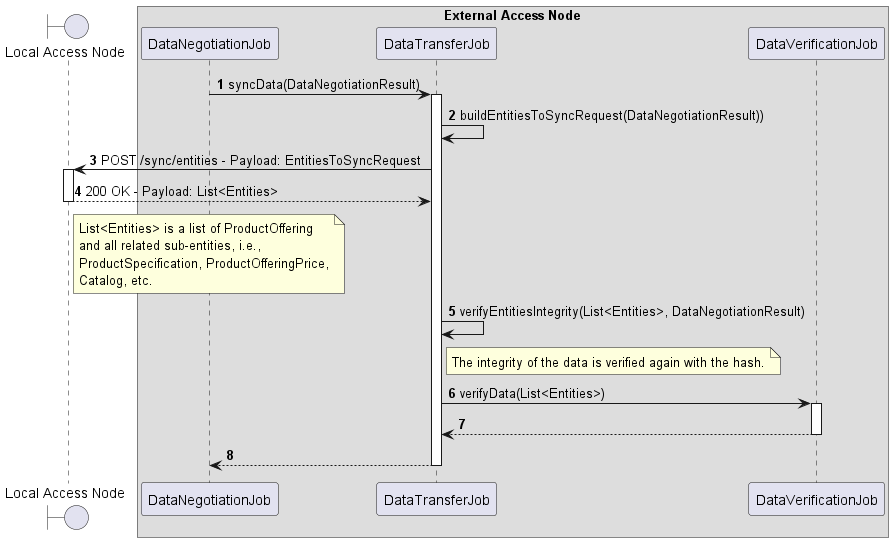 External Access Node
Local Access Node
DataNegotiationJob
DataTransferJob
DataVerificationJob
1 syncData(DataNegotiationResult)
2 buildEntitiesToSyncRequest(DataNegotiationResult))
3 POST /sync/entities - Payload: EntitiesToSyncRequest
4 200 OK - Payload: List<Entities>
List<Entities> is a list of ProductOffering
and all related sub-entities, i.e.,
ProductSpecification, ProductOfferingPrice,
Catalog, etc.
5 verifyEntitiesIntegrity(List<Entities>, DataNegotiationResult)
The integrity of the data is verified again with the hash.
6 verifyData(List<Entities>)
7
8
Local Access Node
DataNegotiationJob
DataTransferJob
DataVerificationJob